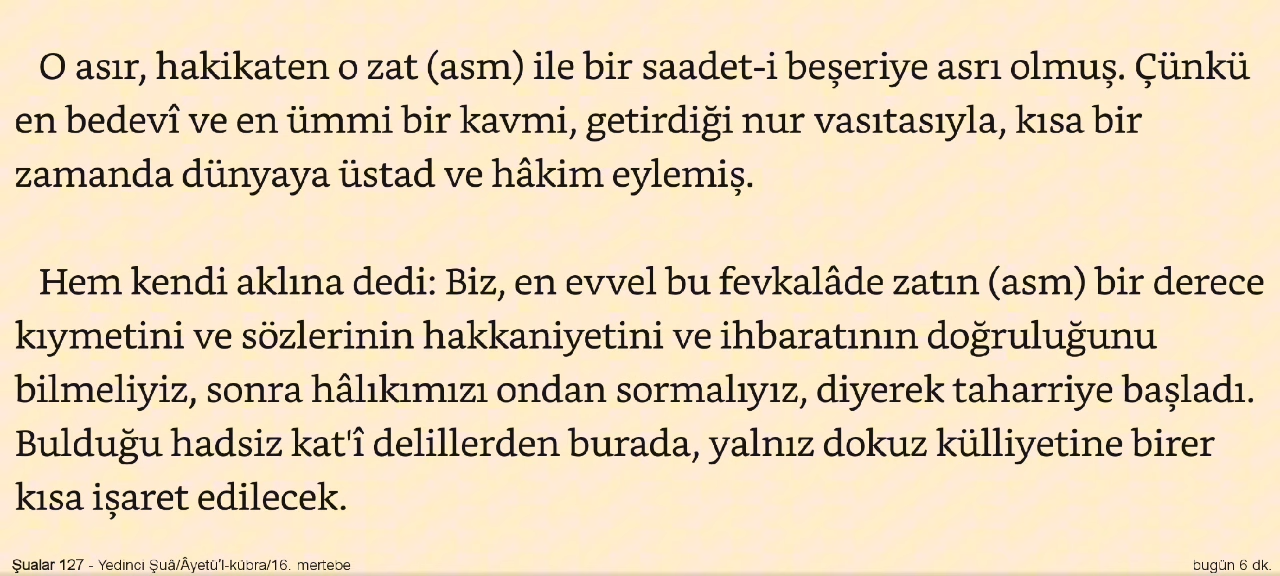 O asır, hakikaten o zat (asm) ile bir saadet-i beşeriye asrı olmuş. Çünkü
en bedevî ve en ümmi bir kavmi, getirdiği nur vasıtasıyla, kısa bir
zamanda dünyaya üstad ve hâkim eylemiş.
Hem kendi aklına dedi: Biz, en evvel bu fevkalâde zatın (asm) bir derece
kıymetini ve sözlerinin hakkaniyetini ve ihbaratının doğruluğunu
bilmeliyiz, sonra hâlıkımızı ondan sormalıyız, diyerek taharriye başladı.
Bulduğu hadsiz kat'î delillerden burada, yalnız dokuz külliyetine birer
kısa işaret edilecek.
Şualar 127 - Yedinci Şuâ/Âyetü'l-kübra/16. mertebe
bugün 6 dk.